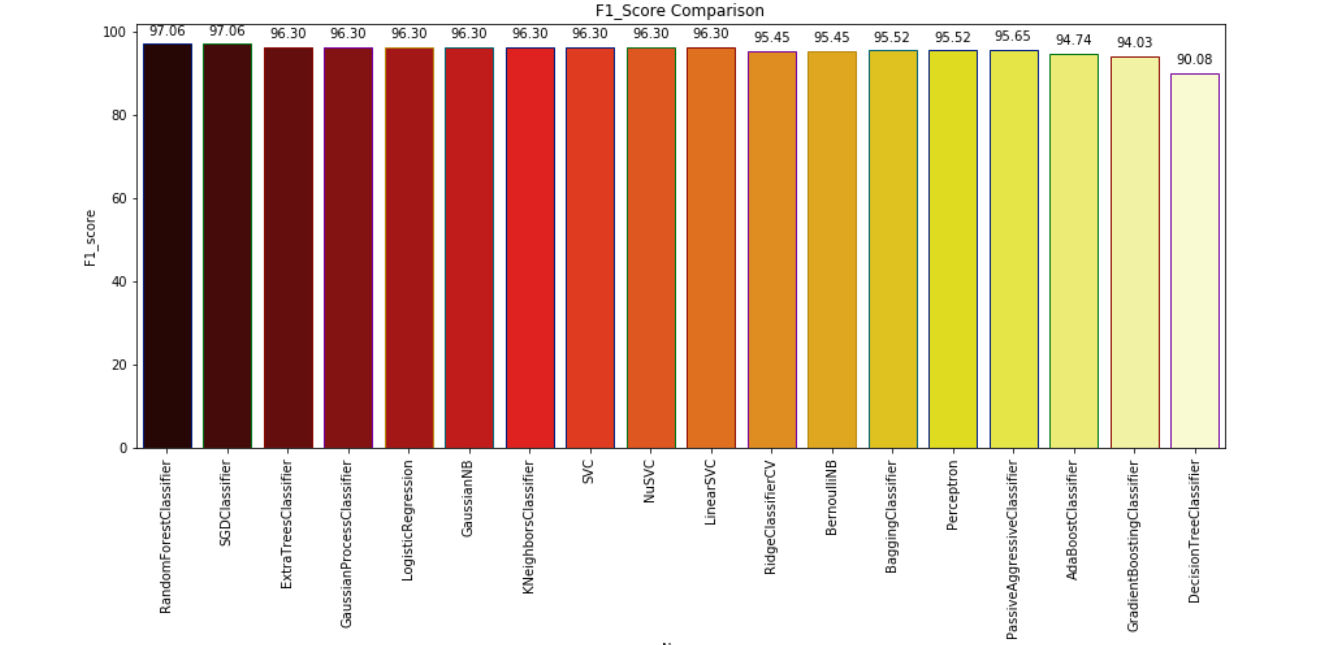 F1_Score Comparison
97.06 97.06 96.30 96.30 96.30 96.30 96.30 96.30 96.30 96.30 95.45 95.45 95.52 95.52 95.65 94.74 94.03 90.08
100
80
60
40
20
0
F1_score
RandomForestClassifier
SGDClassifier
ExtraTreesClassifier
GaussianProcessClassifier
LogisticRegression
GaussianNB
KNeighborsClassifier
SVC
NuSVC
LinearSVC
RidgeClassifierCV
BernoulliNB
BaggingClassifier
Perceptron
PassiveAggressiveClassifier
AdaBoostClassifier
GradientBoostingClassifier
DecisionTreeClassifier